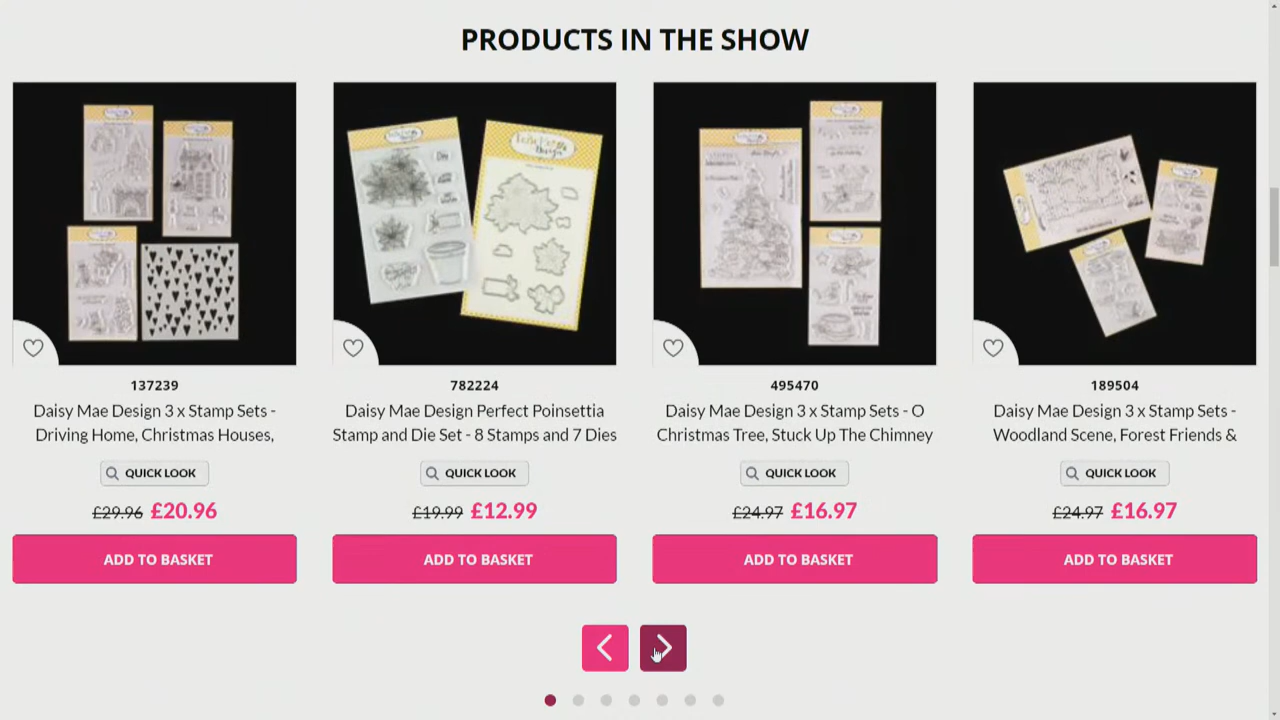 PRODUCTS IN THE SHOW
137239
Daisy Mae Design 3 x Stamp Sets -
Driving Home, Christmas Houses,
QUICK LOOK
£29.96 £20.96
ADD TO BASKET
782224
Daisy Mae Design Perfect Poinsettia
Stamp and Die Set - 8 Stamps and 7 Dies
QUICK LOOK
£19.99 £12.99
ADD TO BASKET
495470
Daisy Mae Design 3 x Stamp Sets - O
Christmas Tree, Stuck Up The Chimney
QUICK LOOK
£24.97 £16.97
ADD TO BASKET
189504
Daisy Mae Design 3 x Stamp Sets -
Woodland Scene, Forest Friends &
QUICK LOOK
£24.97 £16.97
ADD TO BASKET